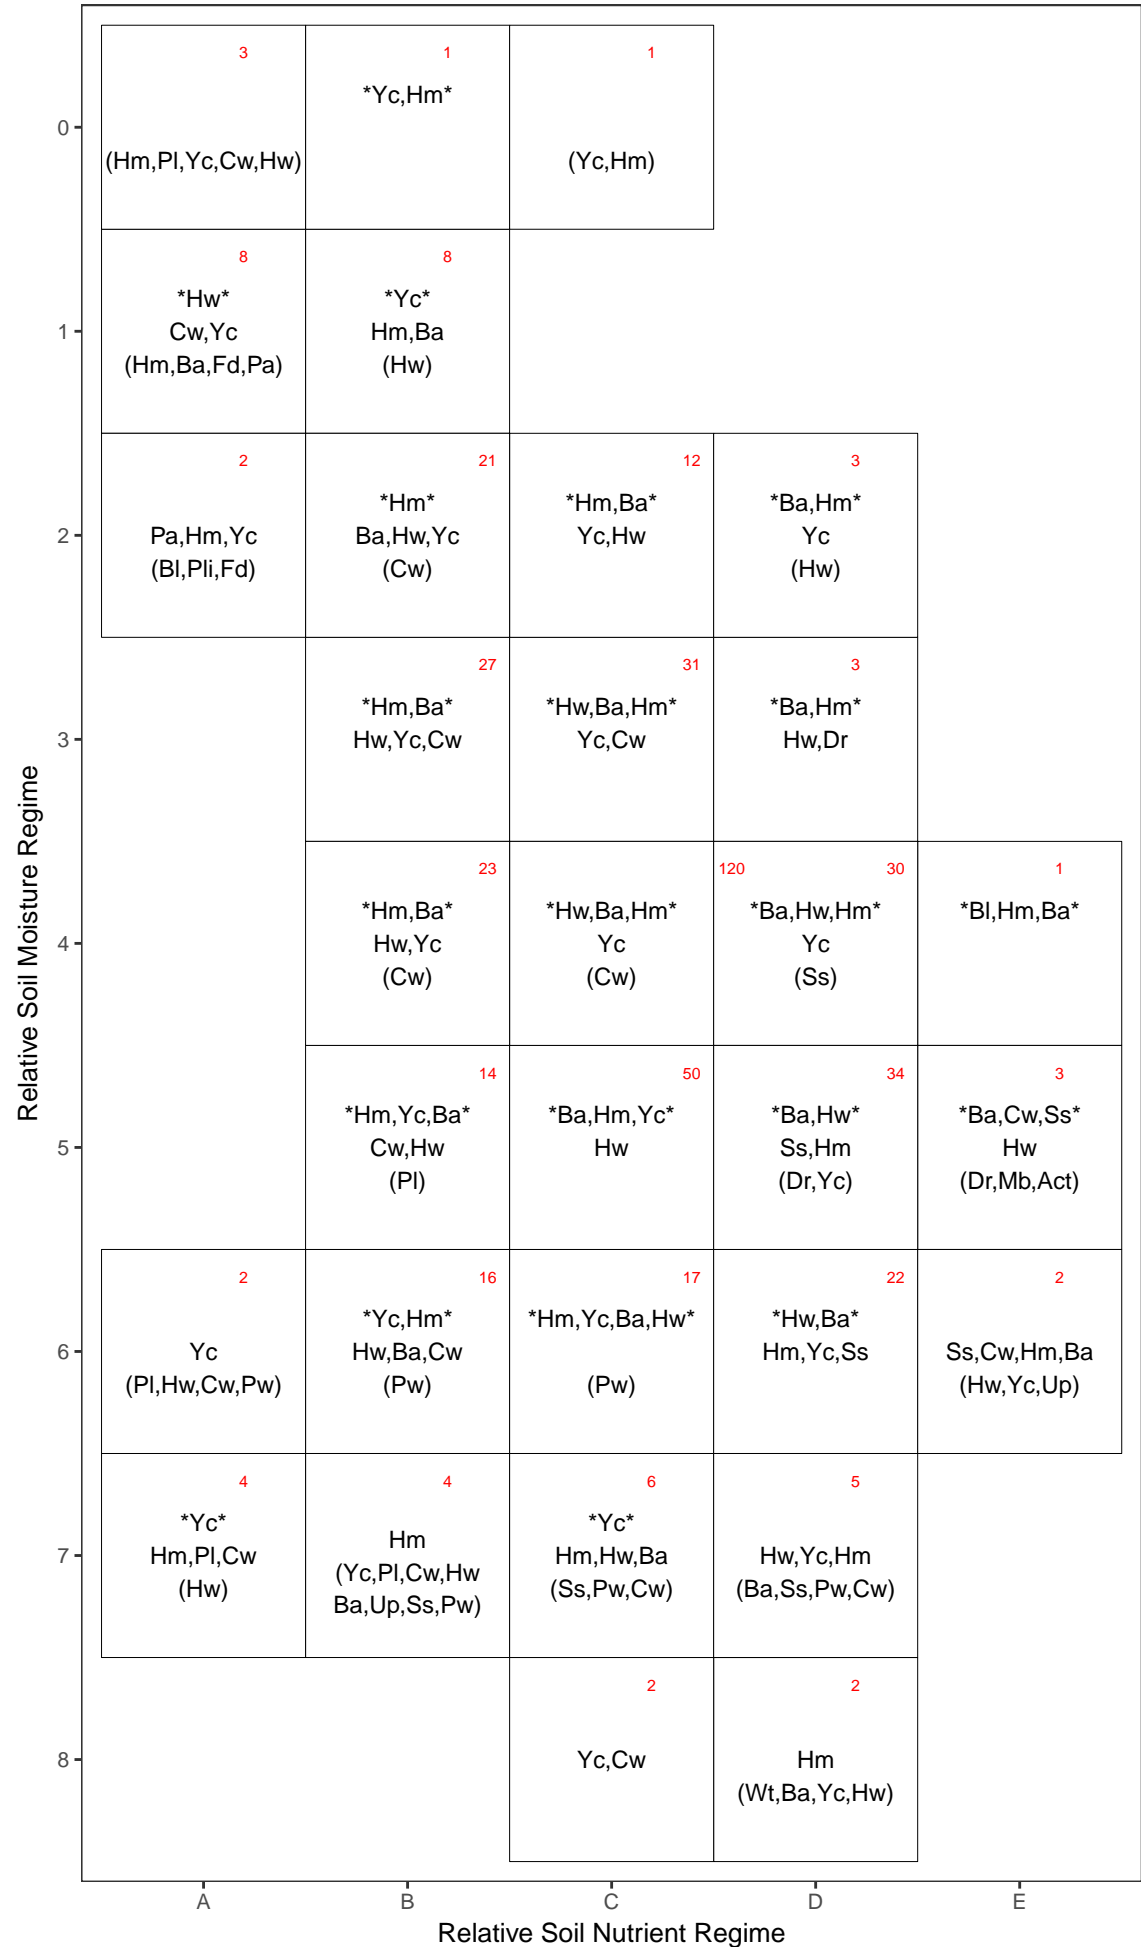 3
1
1
*Yc,Hm*
0
(Hm,Pl,Yc,Cw,Hw)
(Yc,Hm)
8
8
*Hw*
*Yc*
1
Cw,Yc
Hm,Ba
(Hm,Ba,Fd,Pa)
(Hw)
2
21
12
3
*Hm*
*Hm,Ba*
*Ba,Hm*
2
Pa,Hm,Yc
Ba,Hw,Yc
Yc,Hw
Yc
(Bl,Pli,Fd)
(Cw)
(Hw)
27
31
3
*Hm,Ba*
*Hw,Ba,Hm*
*Ba,Hm*
3
Hw,Yc,Cw
Yc,Cw
Hw,Dr
23
120
30
1
*Hm,Ba*
*Hw,Ba,Hm*
*Ba,Hw,Hm*
*Bl,Hm,Ba*
4
Hw,Yc
Yc
Yc
(Cw)
(Cw)
(Ss)
14
50
34
3
*Hm,Yc,Ba*
*Ba,Hm,Yc*
*Ba,Hw*
*Ba,Cw,Ss*
5
Cw,Hw
Hw
Ss,Hm
Hw
(Pl)
(Dr,Yc)
(Dr,Mb,Act)
2
16
17
22
2
*Yc,Hm*
*Hm,Yc,Ba,Hw*
*Hw,Ba*
6
Yc
Hw,Ba,Cw
Hm,Yc,Ss
Ss,Cw,Hm,Ba
(Pl,Hw,Cw,Pw)
(Pw)
(Pw)
(Hw,Yc,Up)
4
4
6
5
*Yc*
*Yc*
7
Hm,Pl,Cw
Hm
Hm,Hw,Ba
Hw,Yc,Hm
(Hw)
(Yc,Pl,Cw,Hw
Ba,Up,Ss,Pw)
(Ss,Pw,Cw)
(Ba,Ss,Pw,Cw)
2
2
8
Yc,Cw
Hm
(Wt,Ba,Yc,Hw)
A
B
C
D
E
Relative Soil Nutrient Regime
Relative Soil Moisture Regime